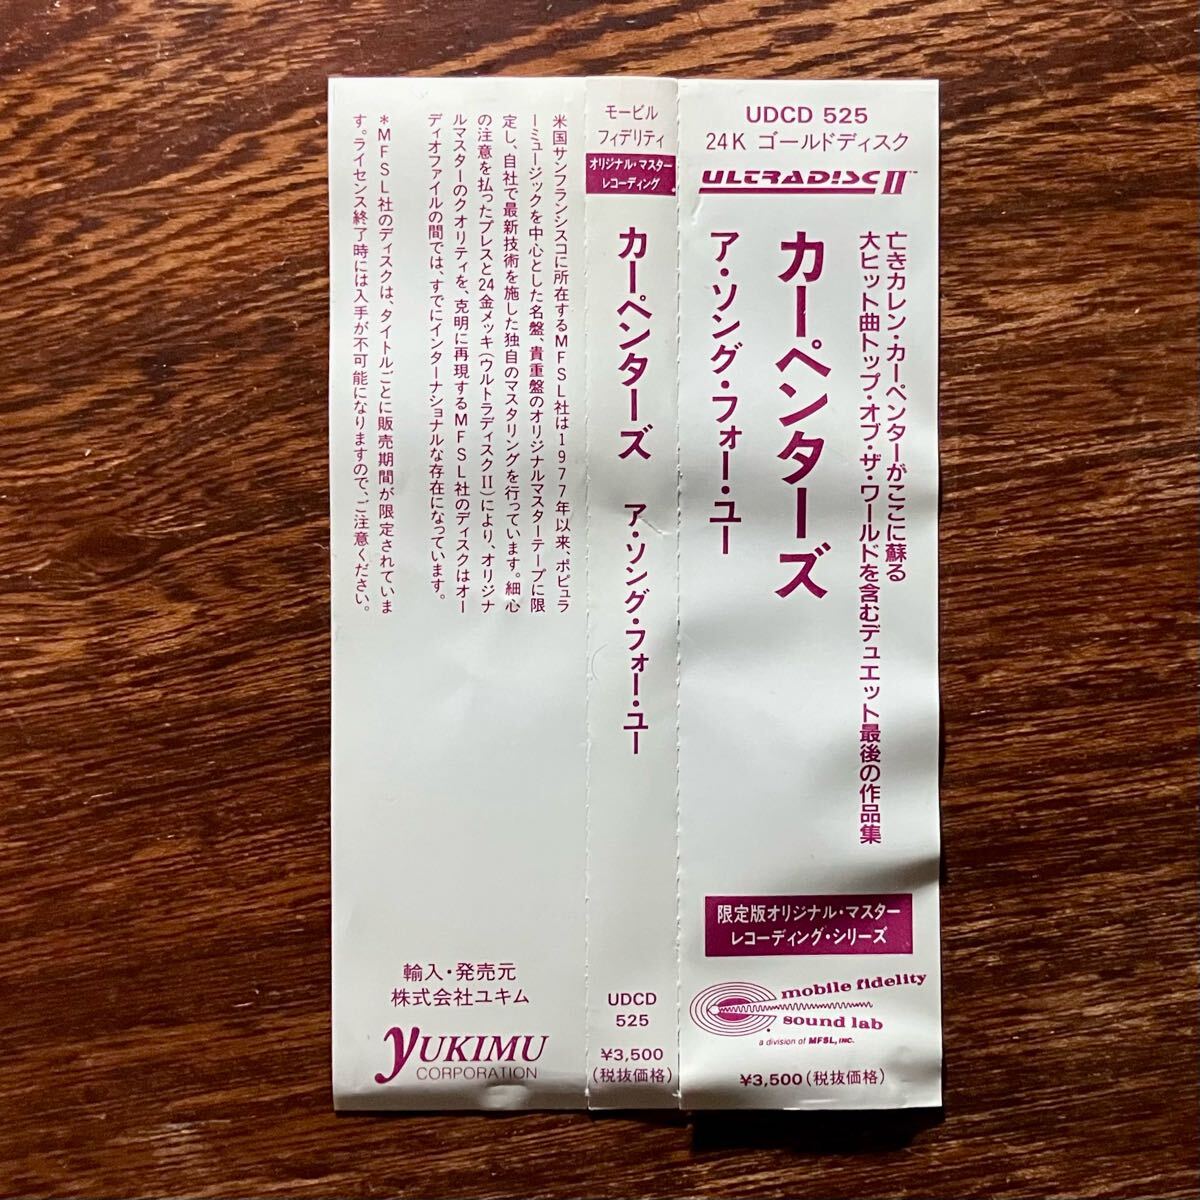 UDCD 525
24K ゴールドディスク
ULTRADISC II™
亡きカレン・カーペンターがここに蘇る
大ヒット曲トップ・オブ・ザ・ワールドを含むデュエット最後の作品集
カーペンターズ
ア・ソング・フォー・ユー
限定版オリジナル・マスター
レコーディング・シリーズ
mobile fidelity
sound lab
a division of MFSL, INC.
¥3,500(税抜価格)
モービル
フィデリティ
オリジナル・マスター
レコーディング
カーペンターズ ア・ソング・フォー・ユー
UDCD
525
¥3,500
(税抜価格)
米国サンフランシスコに所在するMFSL社は1977年以来、ポピュラ
ーミュージックを中心とした名盤、貴重盤のオリジナルマスターテープに限
定し、自社で最新技術を施した独自のマスタリングを行っています。細心
の注意を払ったプレスと24金メッキ(ウルトラディスクII)により、オリジナ
ルマスターのクオリティを、克明に再現するMFSL社のディスクはオー
ディオファイルの間では、すでにインターナショナルな存在になっています。
*MFSL社のディスクは、タイトルごとに販売期間が限定されていま
す。ライセンス終了時には入手が不可能になりますので、ご注意ください。
輸入・発売元
株式会社ユキム
YUKIMU
CORPORATION